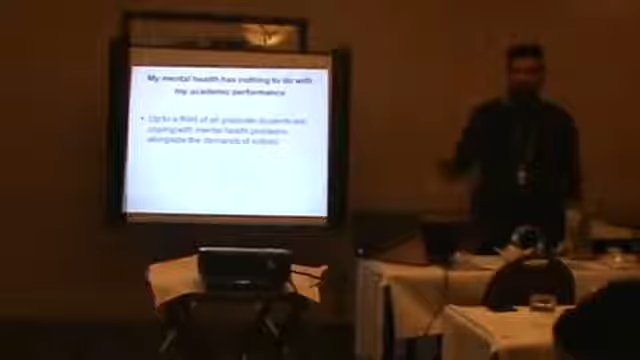 My mental health has nothing to do with
my academic performance
• Up to a third of all graduate students are
coping with mental health problems
alongside the demands of school.